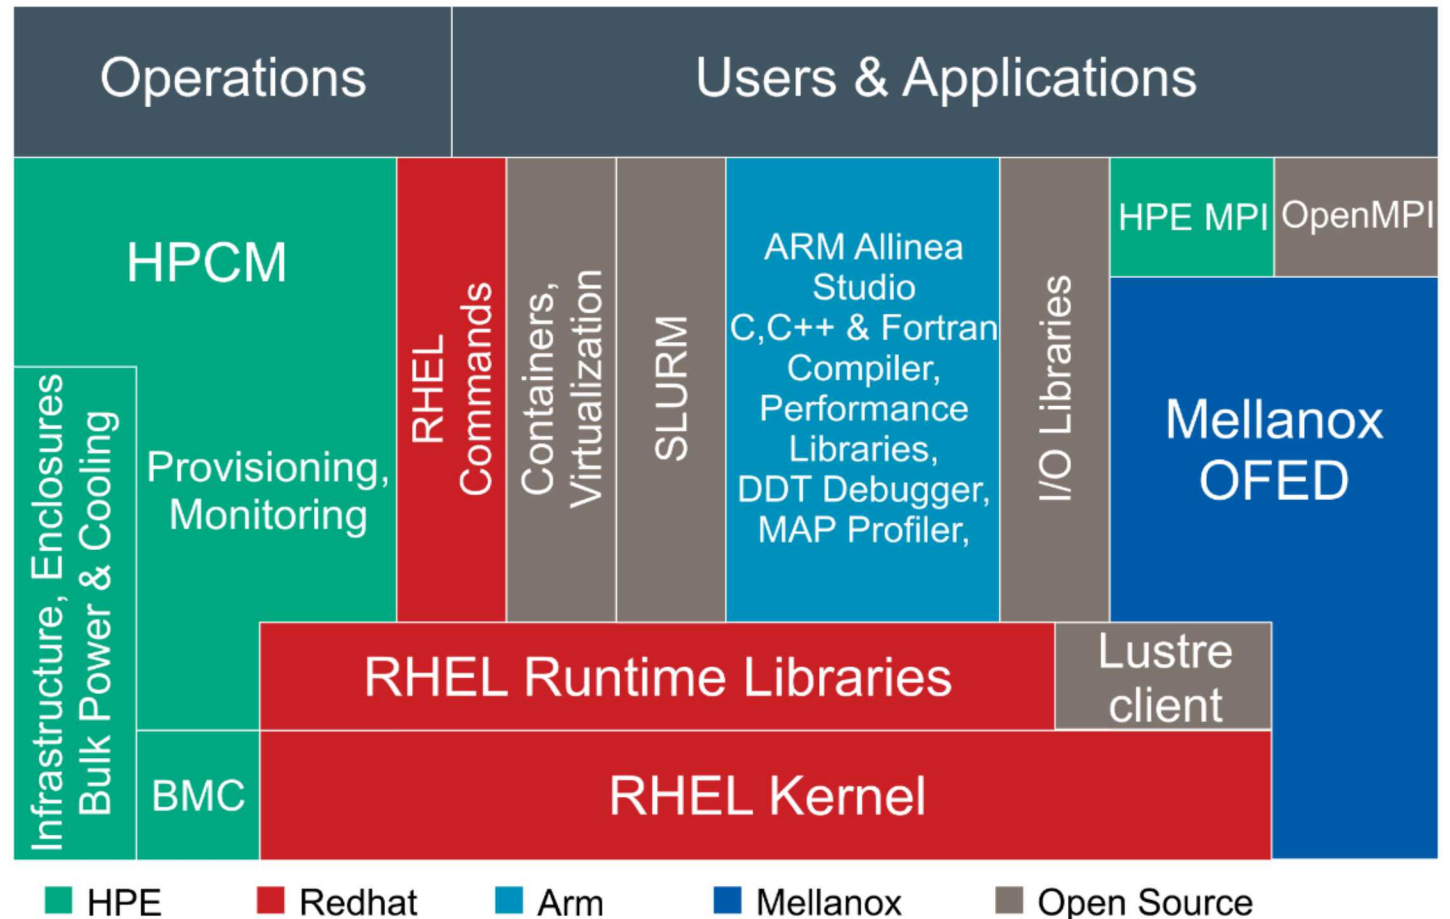 Operations
Users & Applications
HPCM
Provisioning,
Monitoring
Infrastructure, Enclosures
Bulk Power & Cooling
BMC
RHEL
Commands
Containers,
Virtualization
SLURM
ARM Allinea
Studio
C,C++ & Fortran
Compiler,
Performance
Libraries,
DDT Debugger,
MAP Profiler,
I/O Libraries
HPE MPI
OpenMPI
Mellanox
OFED
RHEL Runtime Libraries
Lustre
client
RHEL Kernel
HPE
Redhat
Arm
Mellanox
Open Source